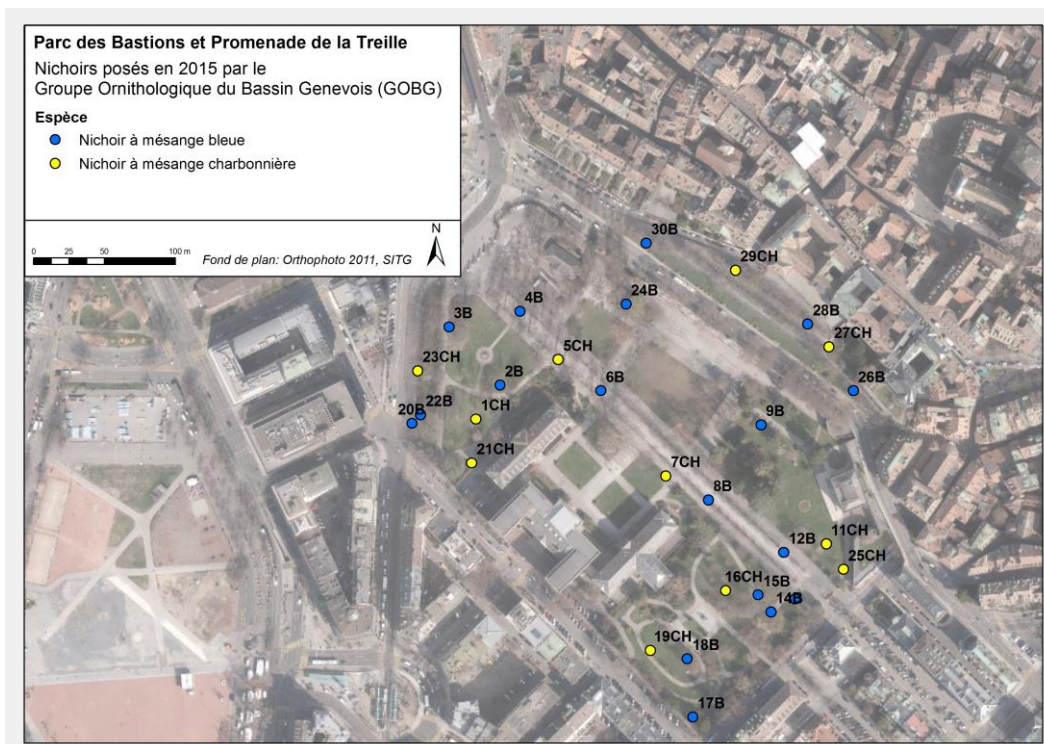 Parc des Bastions et Promenade de la Treille
Nichoirs posés en 2015 par le
Groupe Ornithologique du Bassin Genevois (GOBG)
Espèce
Nichoir à mésange bleue
Nichoir à mésange charbonnière
N
0 25 50 100 m
Fond de plan: Orthophoto 2011, SITG
30B
29CH
24B
4B
28B
3B
27CH
5CH
23CH
2B
6B
26B
22B
20B
1CH
9B
21CH
7CH
8B
12B
11CH
25CH
16CH
15B
14B
19CH
18B
17B